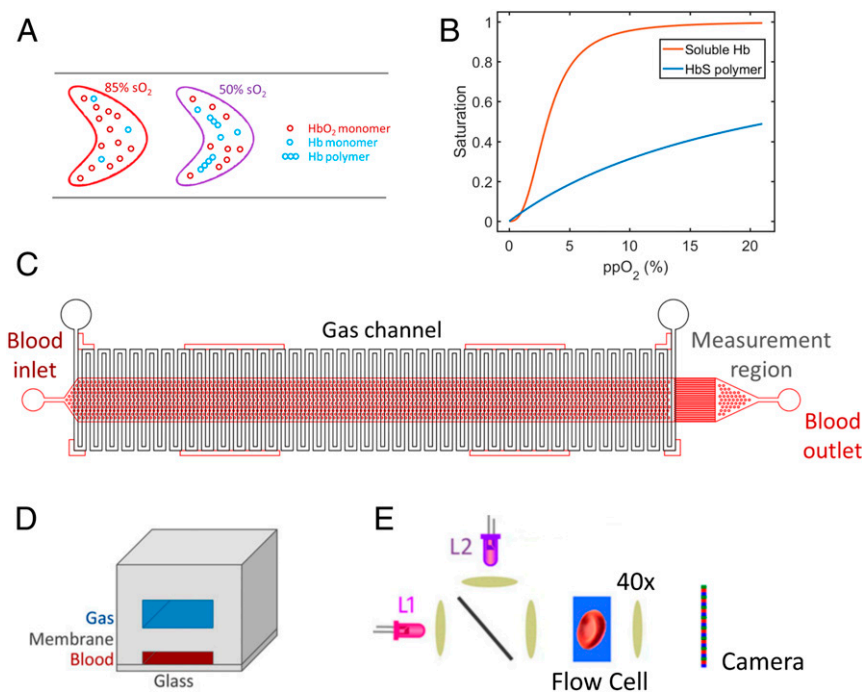 A
85% sO₂
50% sO₂
HbO₂ monomer
Hb monomer
Hb polymer
B
Soluble Hb
HbS polymer
Saturation
1
0.8
0.6
0.4
0.2
0
0
5
10
15
20
ppO₂ (%)
C
Blood
inlet
Gas channel
Measurement
region
Blood
outlet
D
Gas
Membrane
Blood
Glass
E
L2
L1
40x
Flow Cell
Camera